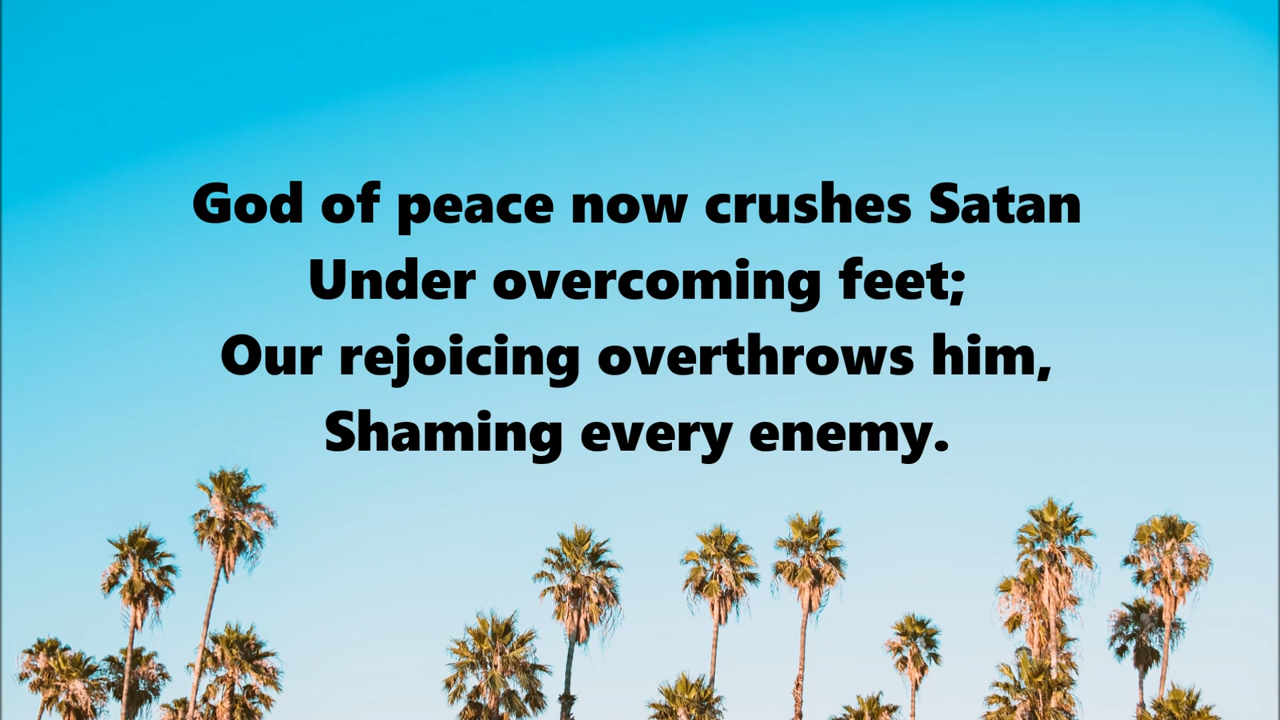 God of peace now crushes Satan
Under overcoming feet;
Our rejoicing overthrows him,
Shaming every enemy.